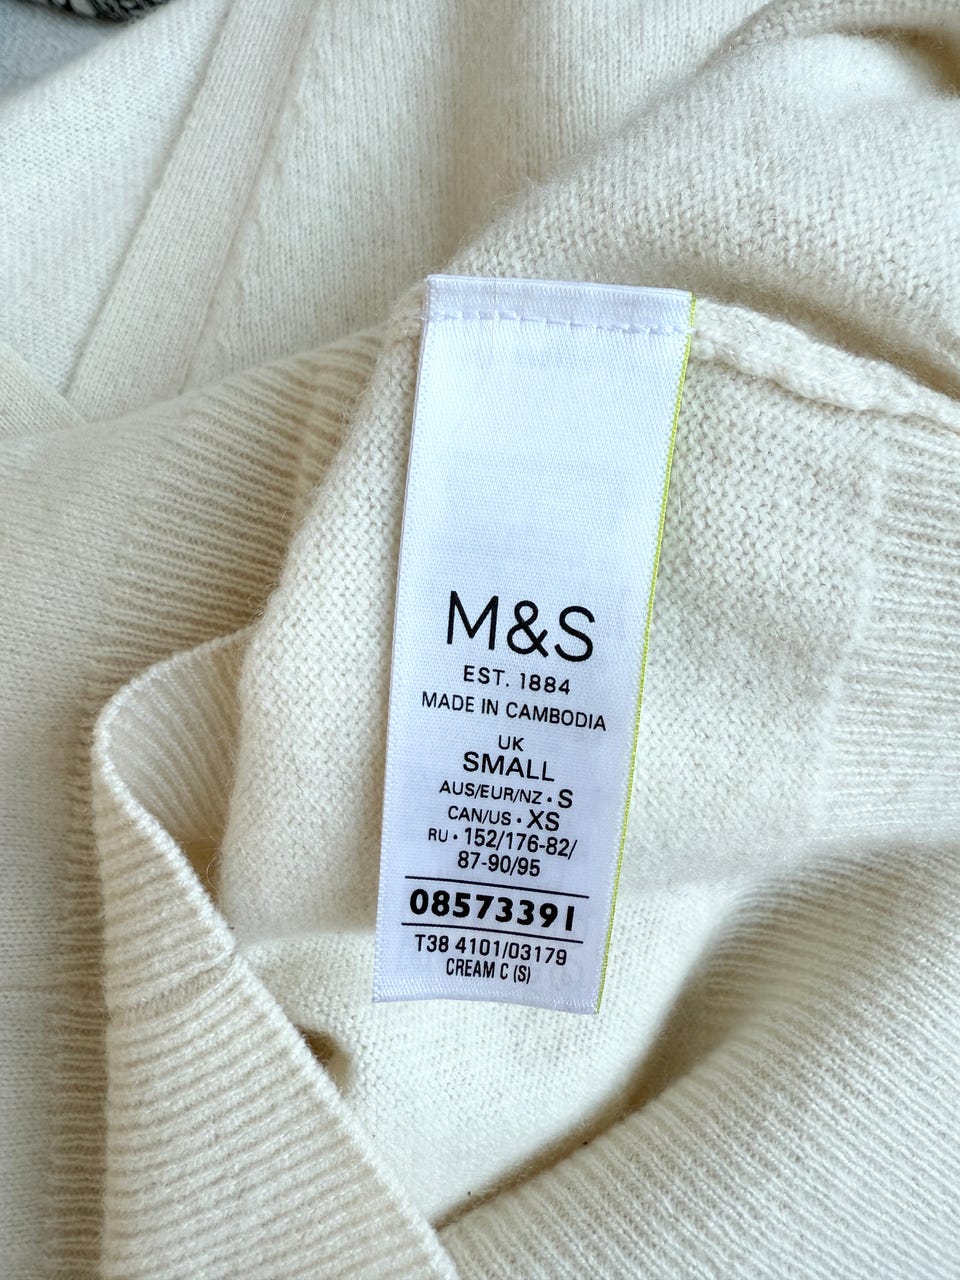 M&S
EST. 1884
MADE IN CAMBODIA
UK
SMALL
AUS/EUR/NZ · S
CAN/US · XS
RU · 152/176-82/
87-90/95
08573391
T38 4101/03179
CREAM C (S)